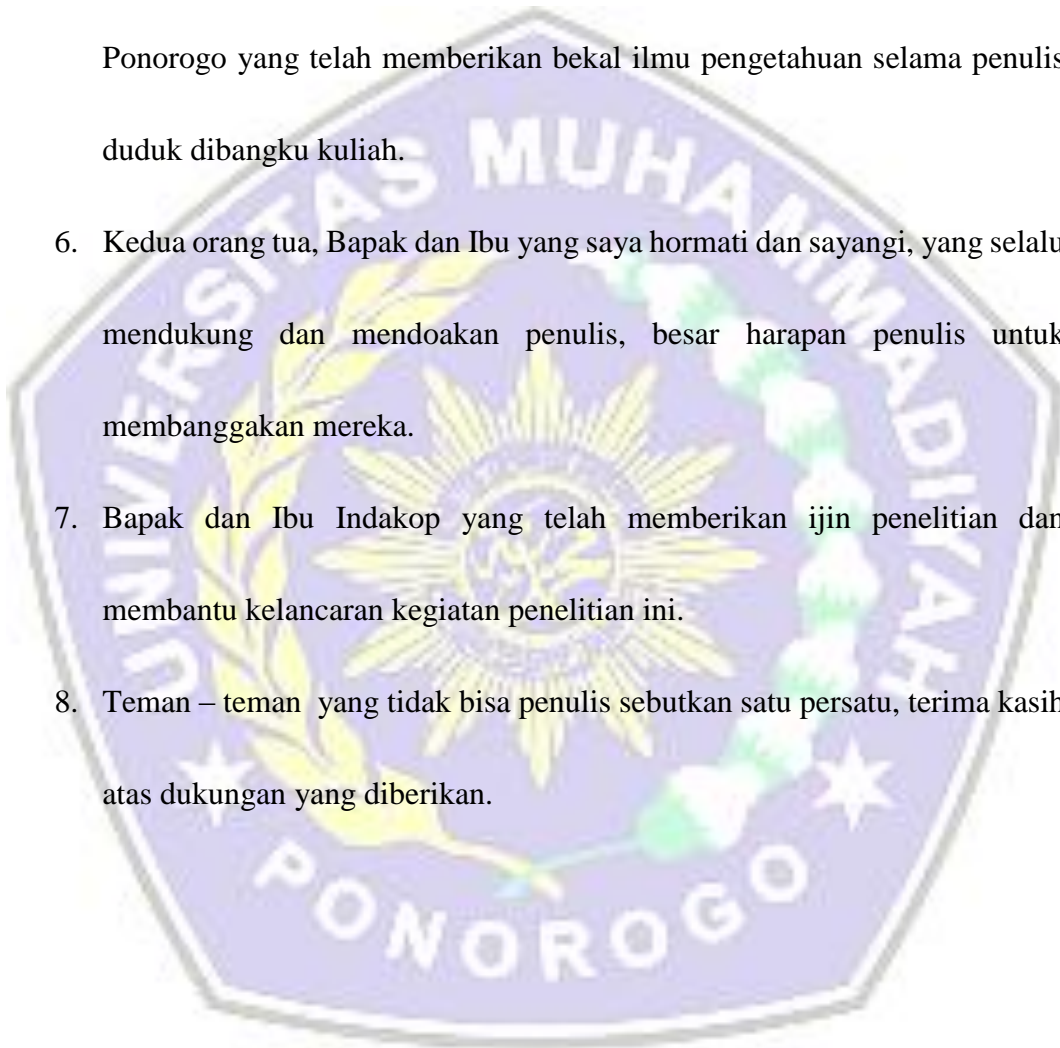 Ponorogo yang telah memberikan bekal ilmu pengetahuan selama penulis
duduk dibangku kuliah.
6. Kedua orang tua, Bapak dan Ibu yang saya hormati dan sayangi, yang selalu
mendukung dan mendoakan penulis, besar harapan penulis untuk
membanggakan mereka.
7. Bapak dan Ibu Indakop yang telah memberikan ijin penelitian dan
membantu kelancaran kegiatan penelitian ini.
8. Teman – teman yang tidak bisa penulis sebutkan satu persatu, terima kasih
atas dukungan yang diberikan.
UNIVERSITAS MUHAMMADIYAH
PONOROGO